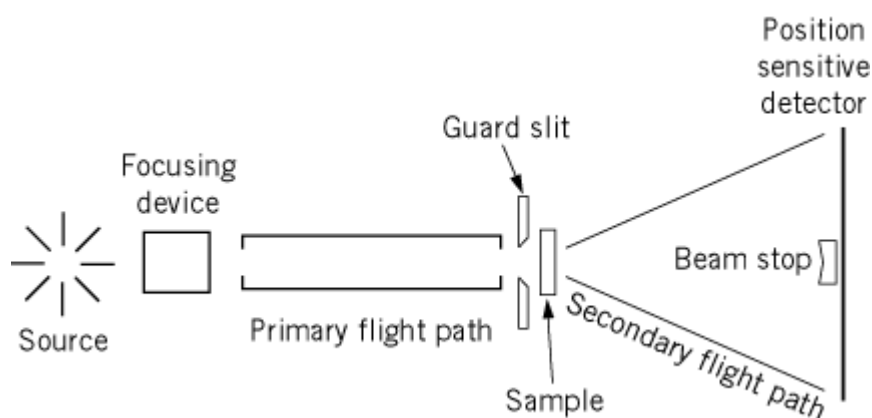 Position
sensitive
detector
Guard slit
Focusing
device
Beam stop
Source
Primary flight path
Secondary flight path
Sample